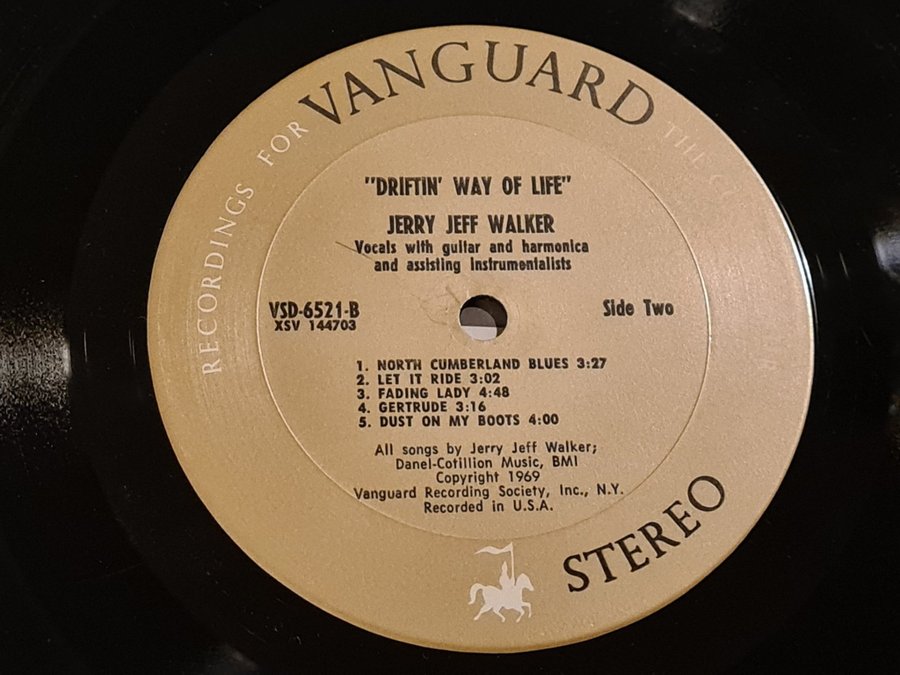 RECORDINGS FOR
VANGUARD
THE
"DRIFTIN' WAY OF LIFE"
JERRY JEFF WALKER
Vocals with guitar and harmonica
and assisting instrumentalists
VSD-6521-B
XSV 144703
Side Two
1. NORTH CUMBERLAND BLUES 3:27
2. LET IT RIDE 3:02
3. FADING LADY 4:48
4. GERTRUDE 3:16
5. DUST ON MY BOOTS 4:00
All songs by Jerry Jeff Walker;
Danel-Cotillion Music, BMI
Copyright 1969
Vanguard Recording Society, Inc., N.Y.
Recorded in U.S.A.
STEREO